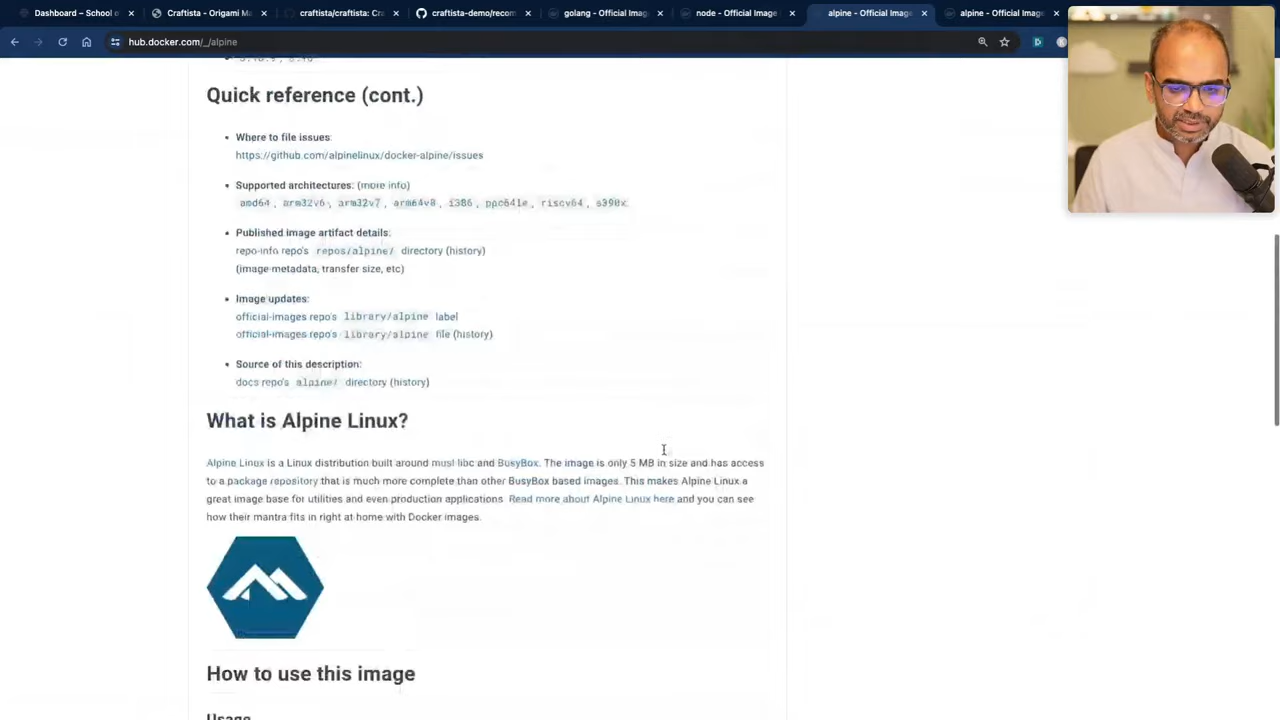 Dashboard – School o
Craftista - Origami M
craftista/craftista: Cra
craftista-demo/recom
golang - Official Imag
node - Official Image
alpine - Official Image
alpine - Official Imag
hub.docker.com/_/alpine
Quick reference (cont.)
Where to file issues:
https://github.com/alpinelinux/docker-alpine/issues
Supported architectures: (more info)
amd64, arm32v6, arm32v7, arm64v8, i386, ppc64le, riscv64, s390x
Published image artifact details:
repo-info repo's repos/alpine/ directory (history)
(image metadata, transfer size, etc)
Image updates:
official-images repo's library/alpine label
official-images repo's library/alpine file (history)
Source of this description:
docs repo's alpine/ directory (history)
What is Alpine Linux?
Alpine Linux is a Linux distribution built around musl libc and BusyBox. The image is only 5 MB in size and has access
to a package repository that is much more complete than other BusyBox based images. This makes Alpine Linux a
great image base for utilities and even production applications. Read more about Alpine Linux here and you can see
how their mantra fits in right at home with Docker images.
How to use this image
Usage